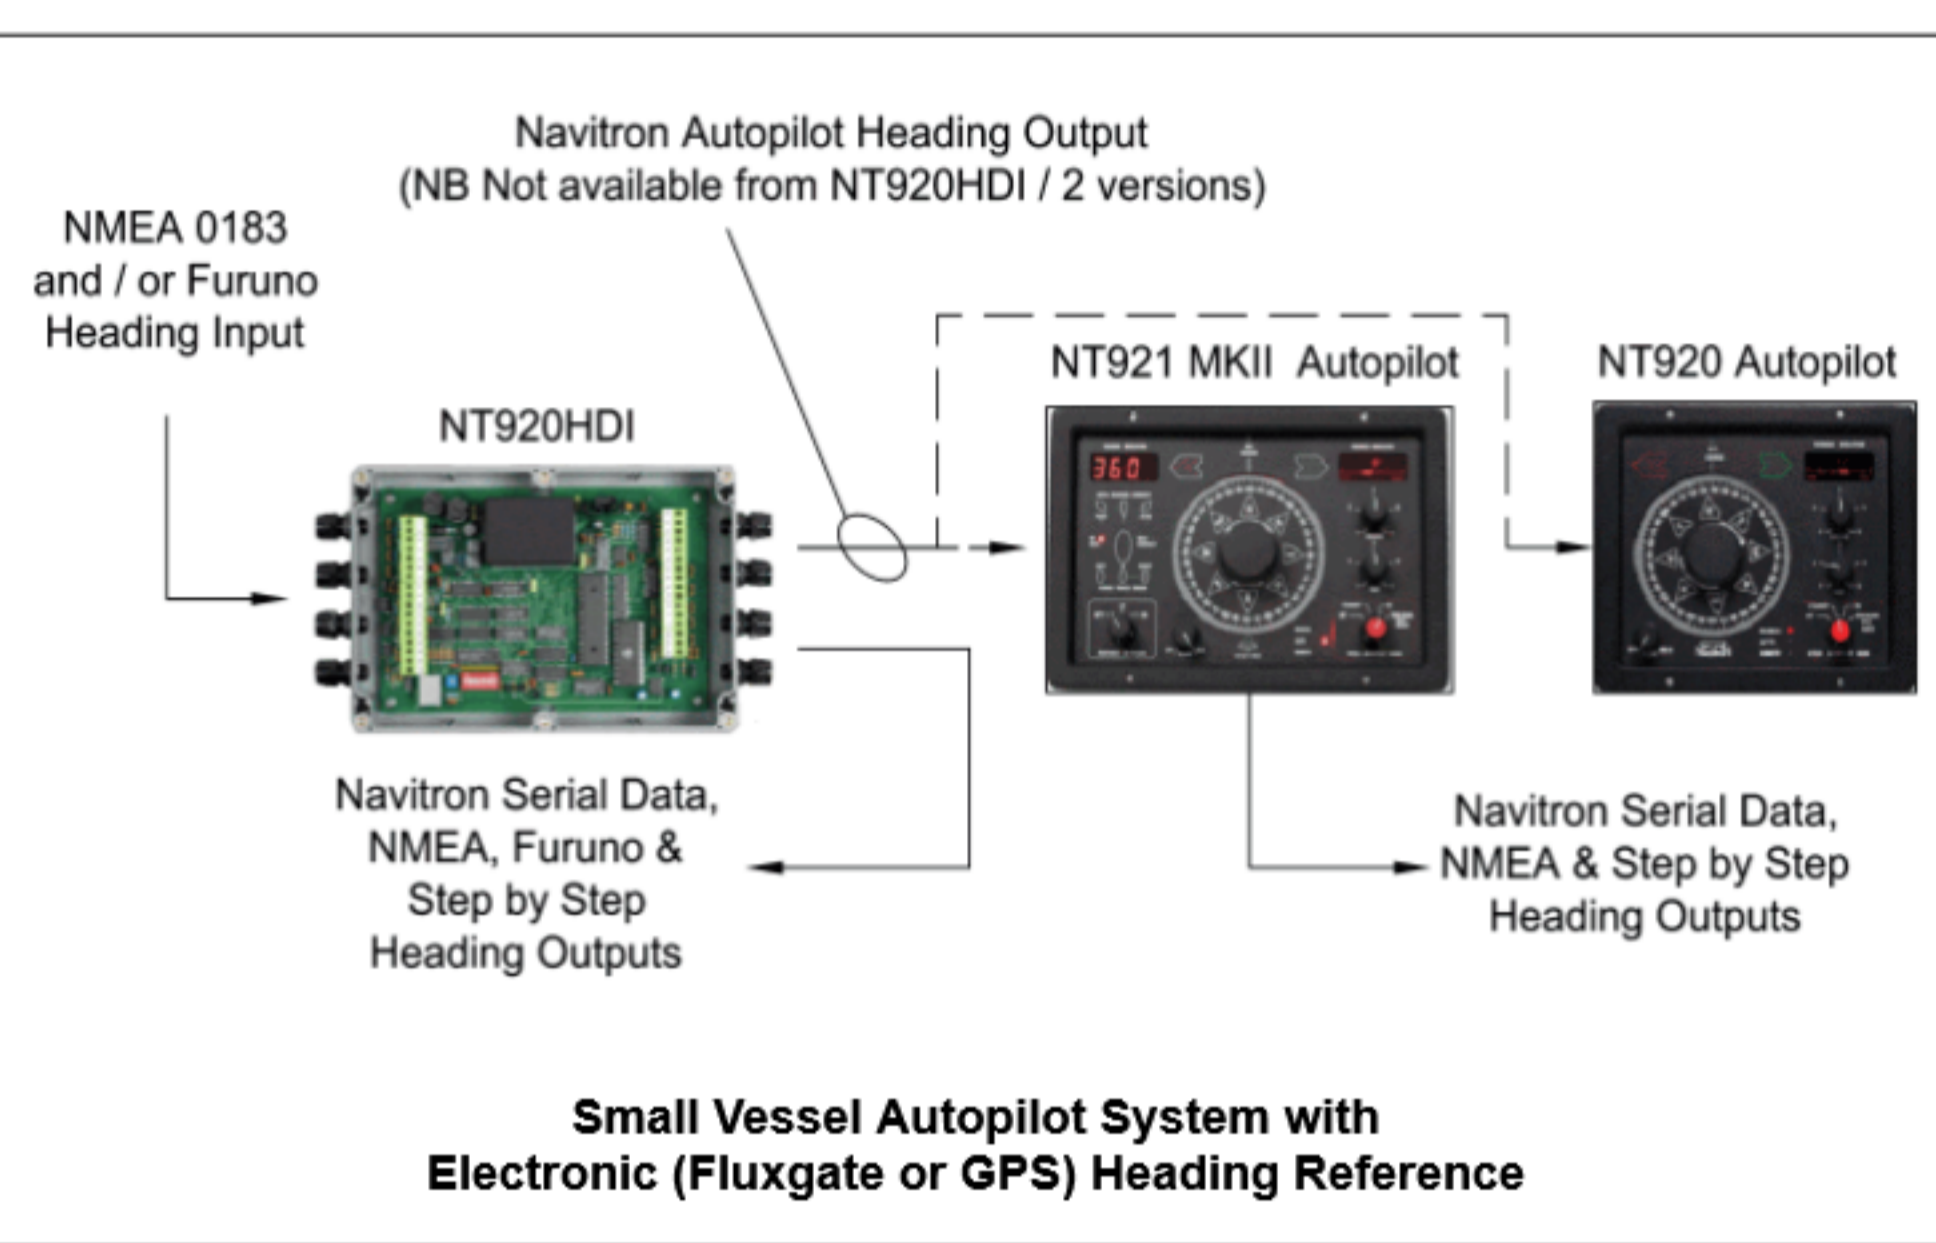 Navitron Autopilot Heading Output
(NB Not available from NT920HDI / 2 versions)
NMEA 0183
and / or Furuno
Heading Input
NT920HDI
NT921 MKII Autopilot
NT920 Autopilot
360
Navitron Serial Data,
NMEA, Furuno &
Step by Step
Heading Outputs
Navitron Serial Data,
NMEA & Step by Step
Heading Outputs
Small Vessel Autopilot System with
Electronic (Fluxgate or GPS) Heading Reference